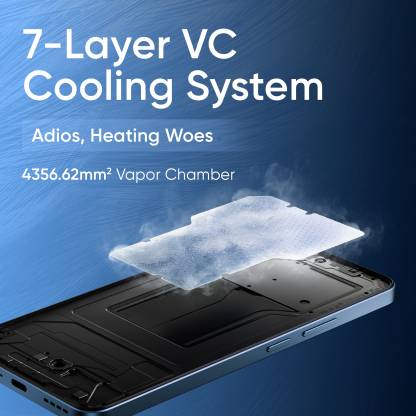 7-Layer VC
Cooling System
Adios, Heating Woes
4356.62mm² Vapor Chamber